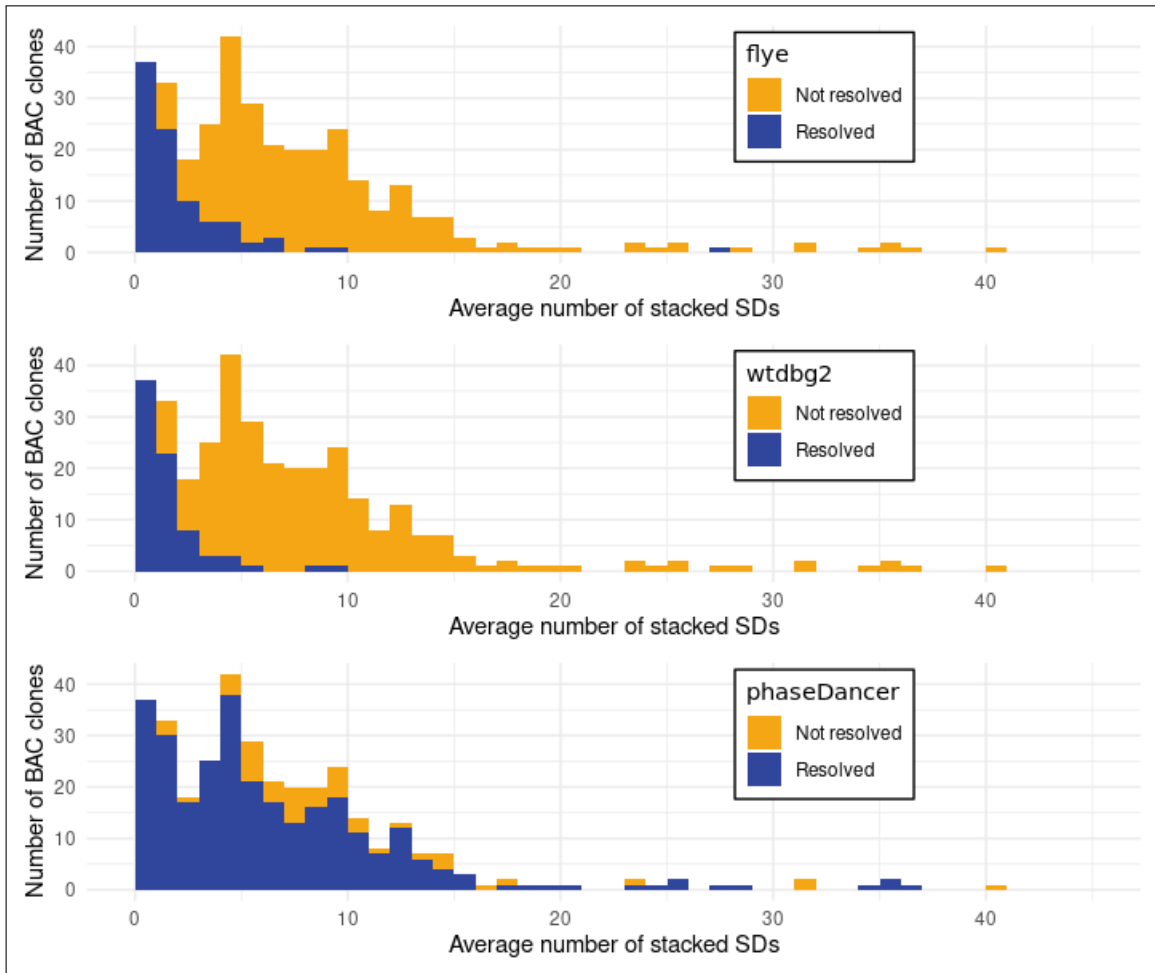 Number of BAC clones
40
30
20
10
0
flye
Not resolved
Resolved
0 10 20 30 40
Average number of stacked SDs
Number of BAC clones
40
30
20
10
0
wtdbg2
Not resolved
Resolved
0 10 20 30 40
Average number of stacked SDs
Number of BAC clones
40
30
20
10
0
phaseDancer
Not resolved
Resolved
0 10 20 30 40
Average number of stacked SDs